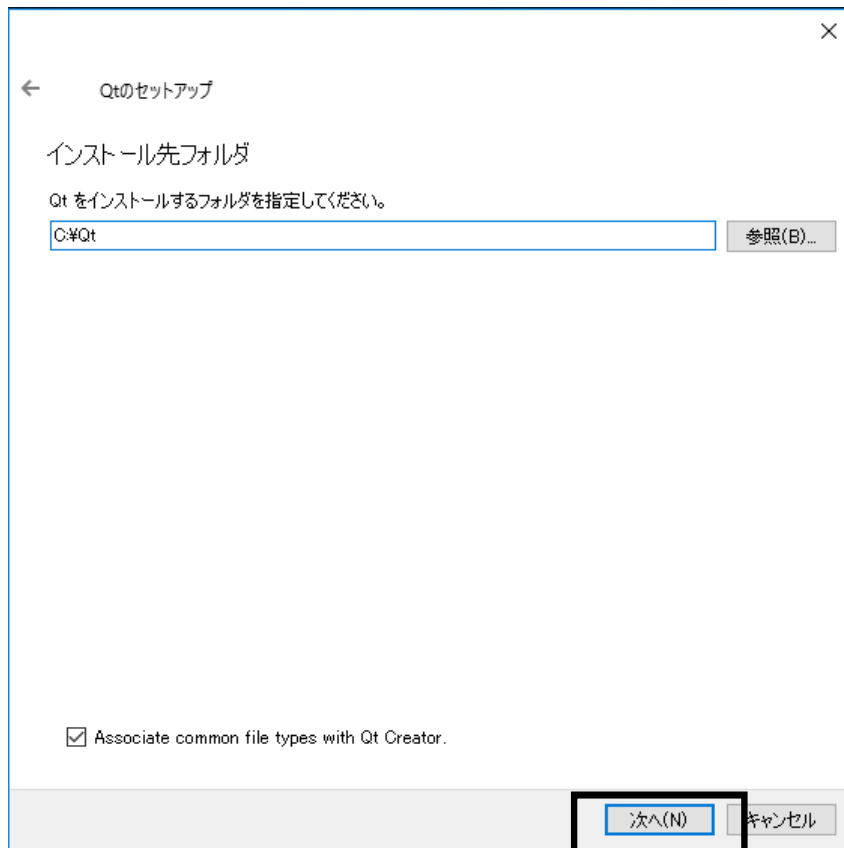 Qtのセットアップ
インストール先フォルダ
Qt をインストールするフォルダを指定してください。
C:¥Qt
参照(B)...
Associate common file types with Qt Creator.
次へ(N)
キャンセル